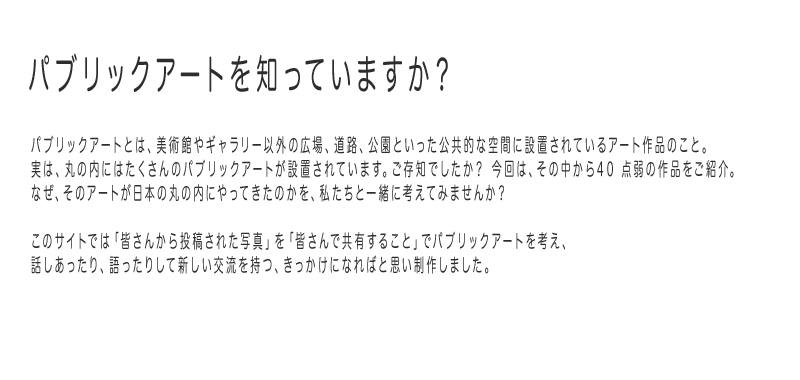 パブリックアートを知っていますか？
パブリックアートとは、美術館やギャラリー以外の広場、道路、公園といった公共的な空間に設置されているアート作品のこと。
実は、丸の内にはたくさんのパブリックアートが設置されています。ご存知でしたか？ 今回は、その中から40 点弱の作品をご紹介。
なぜ、そのアートが日本の丸の内にやってきたのかを、私たちと一緒に考えてみませんか？
このサイトでは「皆さんから投稿された写真」を「皆さんで共有すること」でパブリックアートを考え、
話しあったり、語ったりして新しい交流を持つ、きっかけになればと思い制作しました。